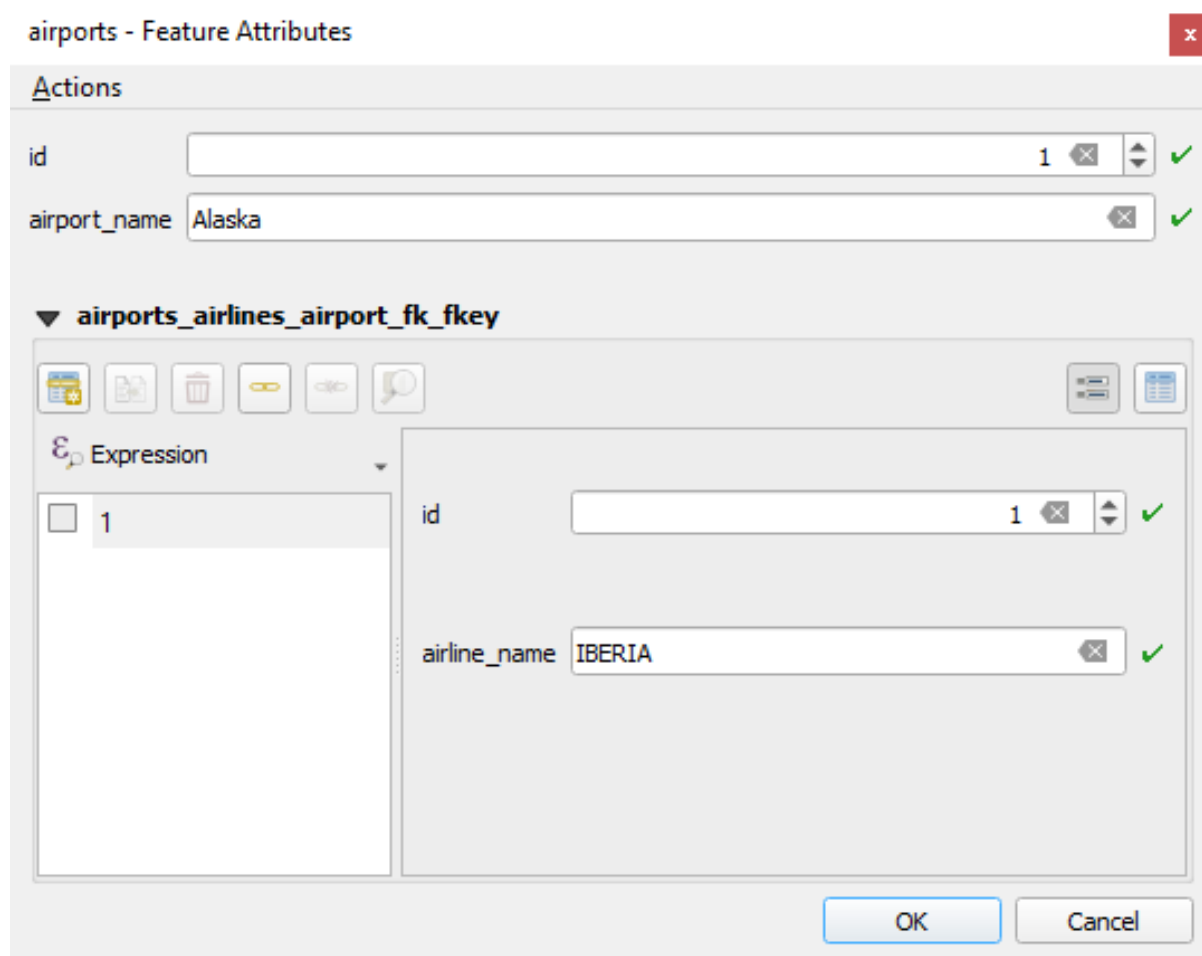 airports - Feature Attributes
x
Actions
id 1
airport_name Alaska
airports_airlines_airport_fk_fkey
ε Expression
1
id 1
airline_name IBERIA
OK Cancel